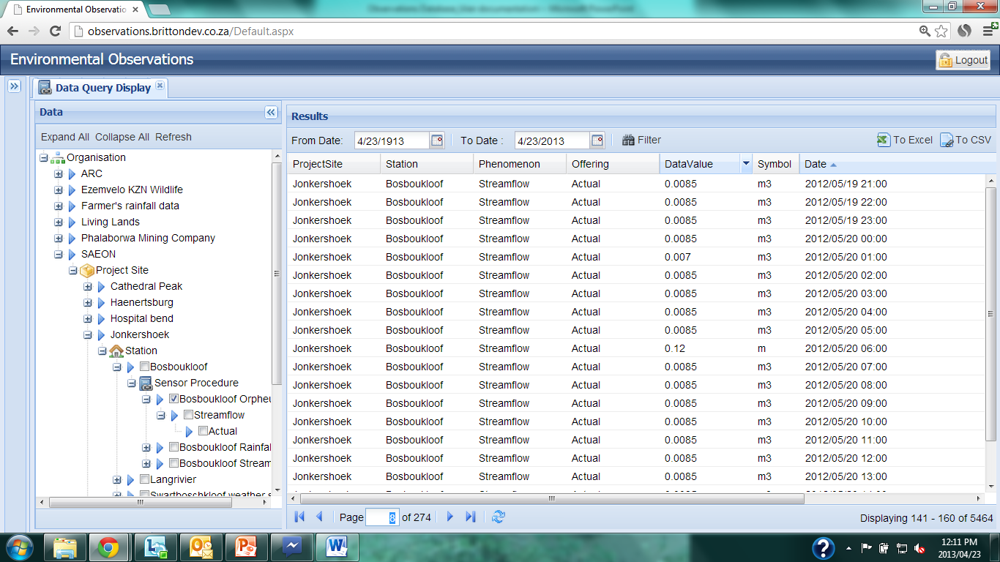 Environmental Observatio
Observations Database User documentation - Microsoft PowerPoint
observations.brittondev.co.za/Default.aspx
Environmental Observations
Logout
Data Query Display
Data
Expand All Collapse All Refresh
Organisation
ARC
Ezemvelo KZN Wildlife
Farmer's rainfall data
Living Lands
Phalaborwa Mining Company
SAEON
Project Site
Cathedral Peak
Haenertsburg
Hospital bend
Jonkershoek
Station
Bosboukloof
Sensor Procedure
Bosboukloof Orpheu
Streamflow
Actual
Bosboukloof Rainfal
Bosboukloof Stream
Langrivier
Swartboschkloof weather s
Results
From Date: 4/23/1913 To Date : 4/23/2013 Filter To Excel To CSV
ProjectSite Station Phenomenon Offering DataValue Symbol Date
Jonkershoek Bosboukloof Streamflow Actual 0.0085 m3 2012/05/19 21:00
Jonkershoek Bosboukloof Streamflow Actual 0.0085 m3 2012/05/19 22:00
Jonkershoek Bosboukloof Streamflow Actual 0.0085 m3 2012/05/19 23:00
Jonkershoek Bosboukloof Streamflow Actual 0.0085 m3 2012/05/20 00:00
Jonkershoek Bosboukloof Streamflow Actual 0.007 m3 2012/05/20 01:00
Jonkershoek Bosboukloof Streamflow Actual 0.0085 m3 2012/05/20 02:00
Jonkershoek Bosboukloof Streamflow Actual 0.0085 m3 2012/05/20 03:00
Jonkershoek Bosboukloof Streamflow Actual 0.0085 m3 2012/05/20 04:00
Jonkershoek Bosboukloof Streamflow Actual 0.0085 m3 2012/05/20 05:00
Jonkershoek Bosboukloof Streamflow Actual 0.12 m 2012/05/20 06:00
Jonkershoek Bosboukloof Streamflow Actual 0.0085 m3 2012/05/20 07:00
Jonkershoek Bosboukloof Streamflow Actual 0.0085 m3 2012/05/20 08:00
Jonkershoek Bosboukloof Streamflow Actual 0.0085 m3 2012/05/20 09:00
Jonkershoek Bosboukloof Streamflow Actual 0.0085 m3 2012/05/20 10:00
Jonkershoek Bosboukloof Streamflow Actual 0.0085 m3 2012/05/20 11:00
Jonkershoek Bosboukloof Streamflow Actual 0.0085 m3 2012/05/20 12:00
Jonkershoek Bosboukloof Streamflow Actual 0.0085 m3 2012/05/20 13:00
Page 8 of 274 Displaying 141 - 160 of 5464
12:11 PM
2013/04/23